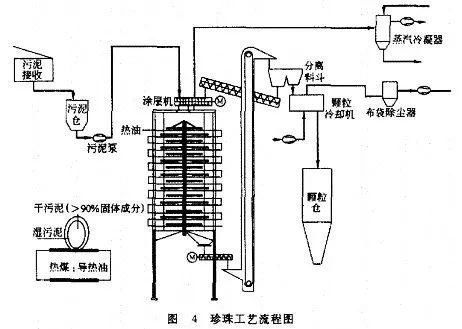 污泥
接收
污泥
仓
污泥泵
涂层机
M
热油
干污泥(>90%固体成分)
湿污泥
热煤:导热油
M
分离
料斗
颗粒
冷却机
蒸汽冷凝器
布袋除尘器
颗粒
仓
图 4 珍珠工艺流程图